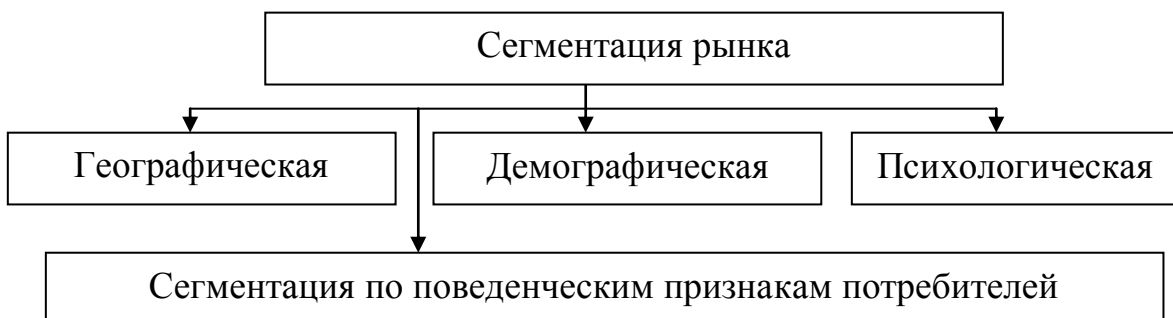 Сегментация рынка
Географическая
Демографическая
Психологическая
Сегментация по поведенческим признакам потребителей